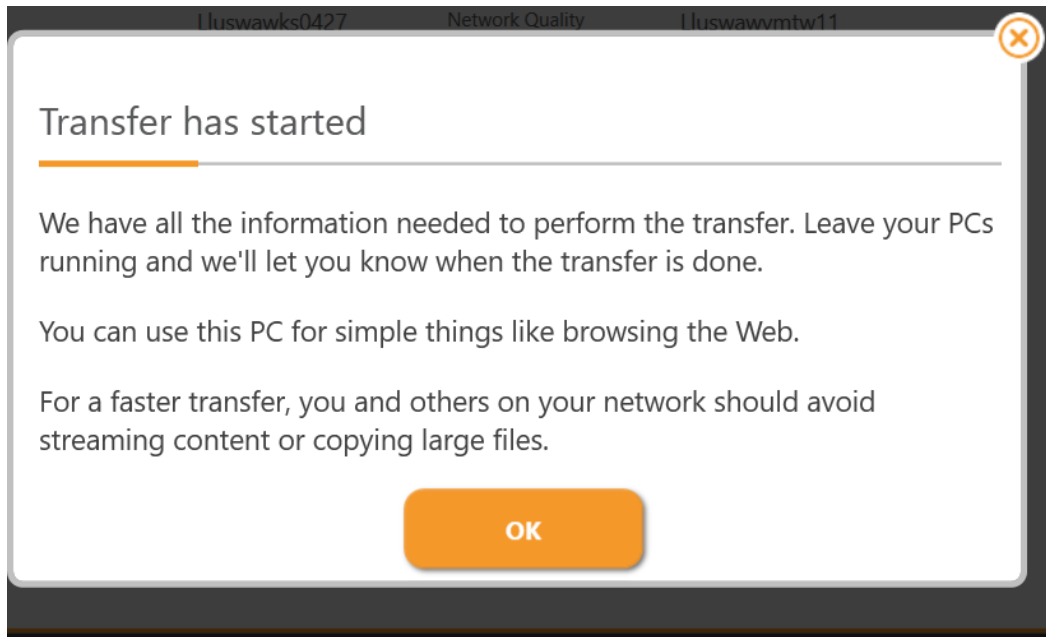 Lluswawks0427 Network Quality Lluswawvmtw11
Transfer has started
We have all the information needed to perform the transfer. Leave your PCs
running and we'll let you know when the transfer is done.
You can use this PC for simple things like browsing the Web.
For a faster transfer, you and others on your network should avoid
streaming content or copying large files.
OK